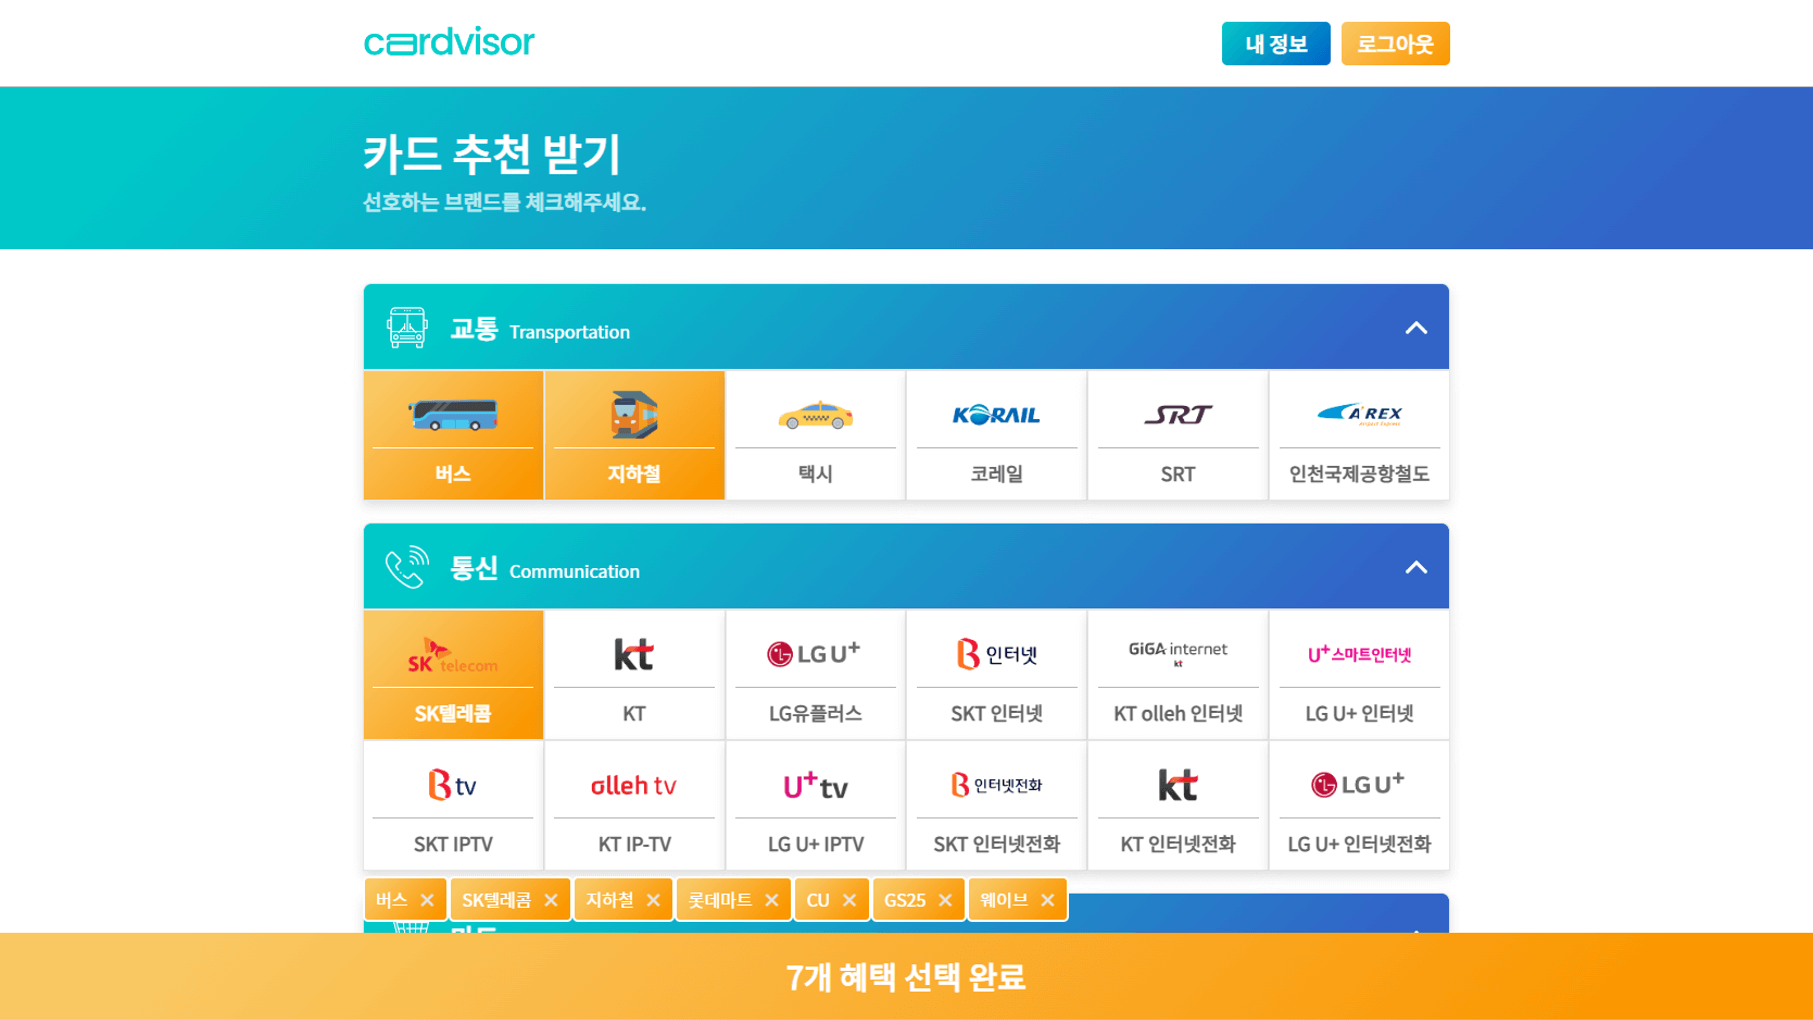 cardvisor
내 정보
로그아웃
카드 추천 받기
선호하는 브랜드를 체크해주세요.
교통 Transportation
버스
지하철
택시
KORAIL
코레일
SRT
SRT
A'REX
Airport Express
인천국제공항철도
통신 Communication
SK telecom
SK텔레콤
kt
KT
LG U+
LG유플러스
B 인터넷
SKT 인터넷
GiGA internet
kt
KT olleh 인터넷
U+스마트인터넷
LG U+ 인터넷
B tv
SKT IPTV
olleh tv
KT IP-TV
U+tv
LG U+ IPTV
B 인터넷전화
SKT 인터넷전화
kt
KT 인터넷전화
LG U+
LG U+ 인터넷전화
버스 ×
SK텔레콤 ×
지하철 ×
롯데마트 ×
CU ×
GS25 ×
웨이브 ×
7개 혜택 선택 완료